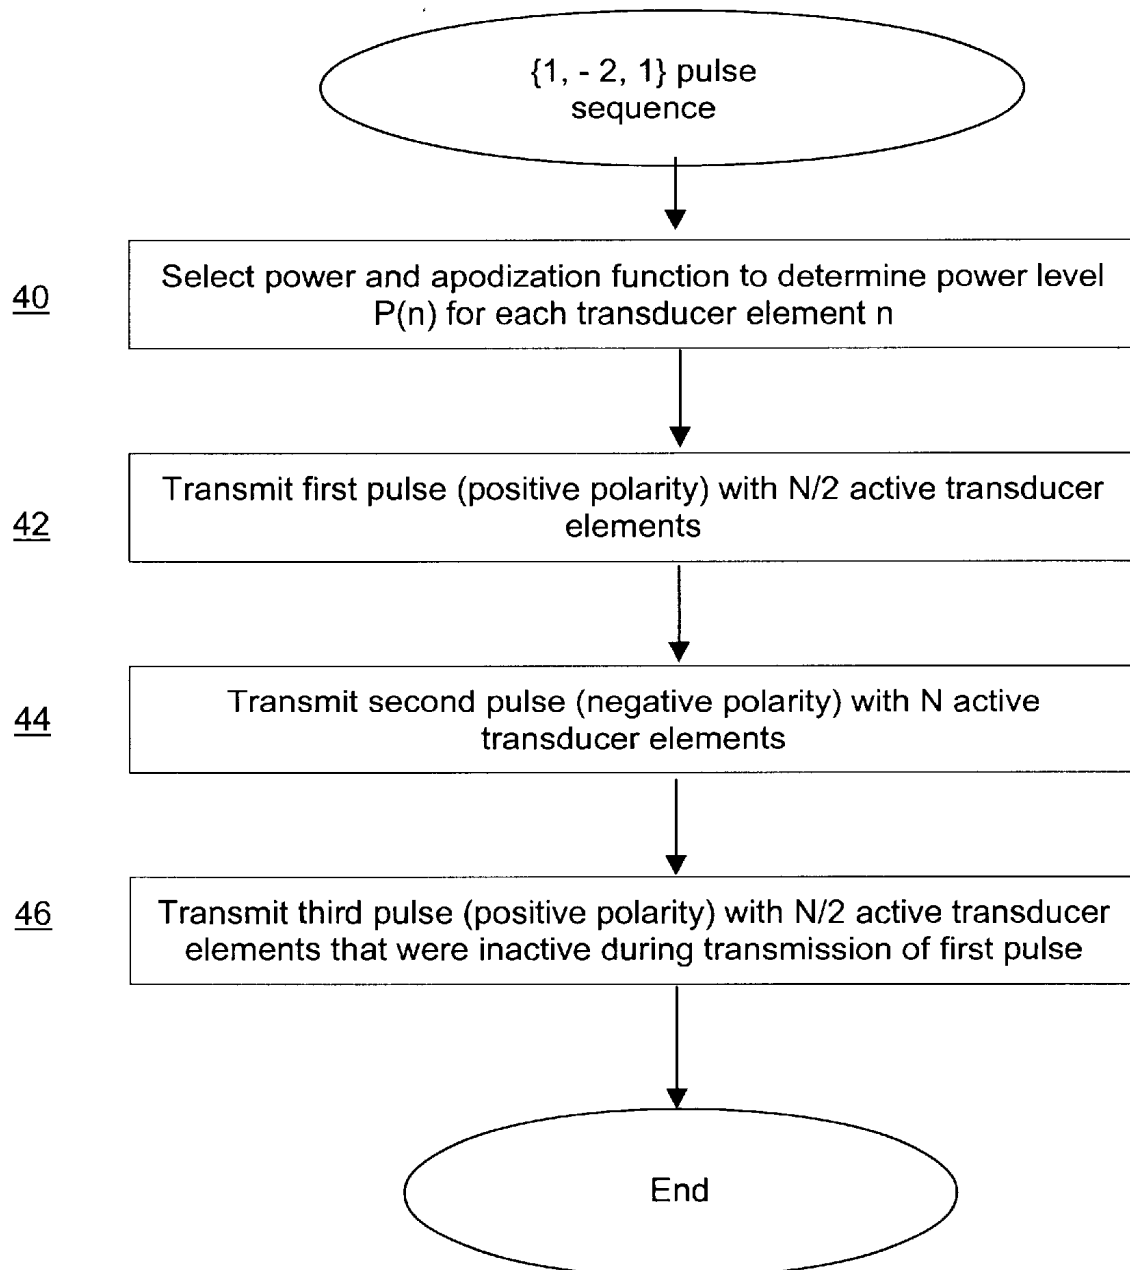 {1, - 2, 1} pulse
sequence
40
Select power and apodization function to determine power level
P(n) for each transducer element n
42
Transmit first pulse (positive polarity) with N/2 active transducer
elements
44
Transmit second pulse (negative polarity) with N active
transducer elements
46
Transmit third pulse (positive polarity) with N/2 active transducer
elements that were inactive during transmission of first pulse
End